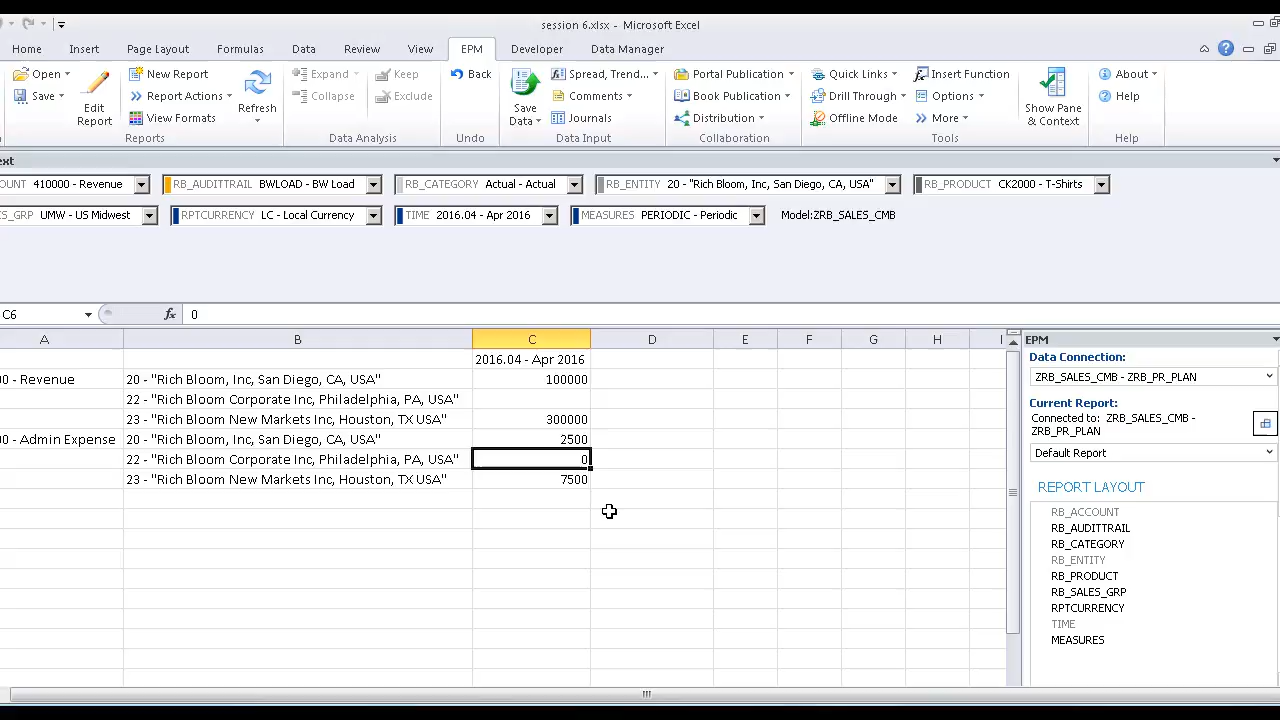 session 6.xlsx - Microsoft Excel
Home Insert Page Layout Formulas Data Review View EPM Developer Data Manager
Open New Report Expand Keep Back Spread, Trend... Portal Publication Quick Links Insert Function About
Save Report Actions Collapse Exclude Comments Book Publication Drill Through Options Help
Edit Report View Formats Refresh Save Data Journals Distribution Offline Mode More Show Pane & Context
Reports Data Analysis Undo Data Input Collaboration Tools Help
ext
OUNT 410000 - Revenue RB_AUDITTRAIL BWLOAD - BW Load RB_CATEGORY Actual - Actual RB_ENTITY 20 - "Rich Bloom, Inc, San Diego, CA, USA" RB_PRODUCT CK2000 - T-Shirts
S_GRP UMW - US Midwest RPTCURRENCY LC - Local Currency TIME 2016.04 - Apr 2016 MEASURES PERIODIC - Periodic Model:ZRB_SALES_CMB
C6 fx 0
A B C D E F G H I
2016.04 - Apr 2016
00 - Revenue 20 - "Rich Bloom, Inc, San Diego, CA, USA" 100000
22 - "Rich Bloom Corporate Inc, Philadelphia, PA, USA"
23 - "Rich Bloom New Markets Inc, Houston, TX USA" 300000
00 - Admin Expense 20 - "Rich Bloom, Inc, San Diego, CA, USA" 2500
22 - "Rich Bloom Corporate Inc, Philadelphia, PA, USA" 0
23 - "Rich Bloom New Markets Inc, Houston, TX USA" 7500
EPM
Data Connection:
ZRB_SALES_CMB - ZRB_PR_PLAN
Current Report:
Connected to: ZRB_SALES_CMB -
ZRB_PR_PLAN
Default Report
REPORT LAYOUT
RB_ACCOUNT
RB_AUDITTRAIL
RB_CATEGORY
RB_ENTITY
RB_PRODUCT
RB_SALES_GRP
RPTCURRENCY
TIME
MEASURES